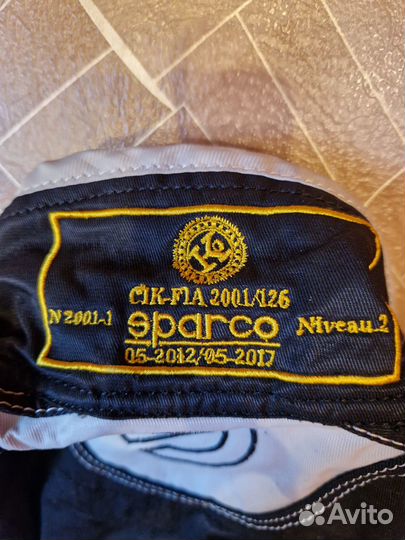 CIK-FIA 2001/126
N 2001-1 sparco Niveau.2
05-2012/05-2017
Avito